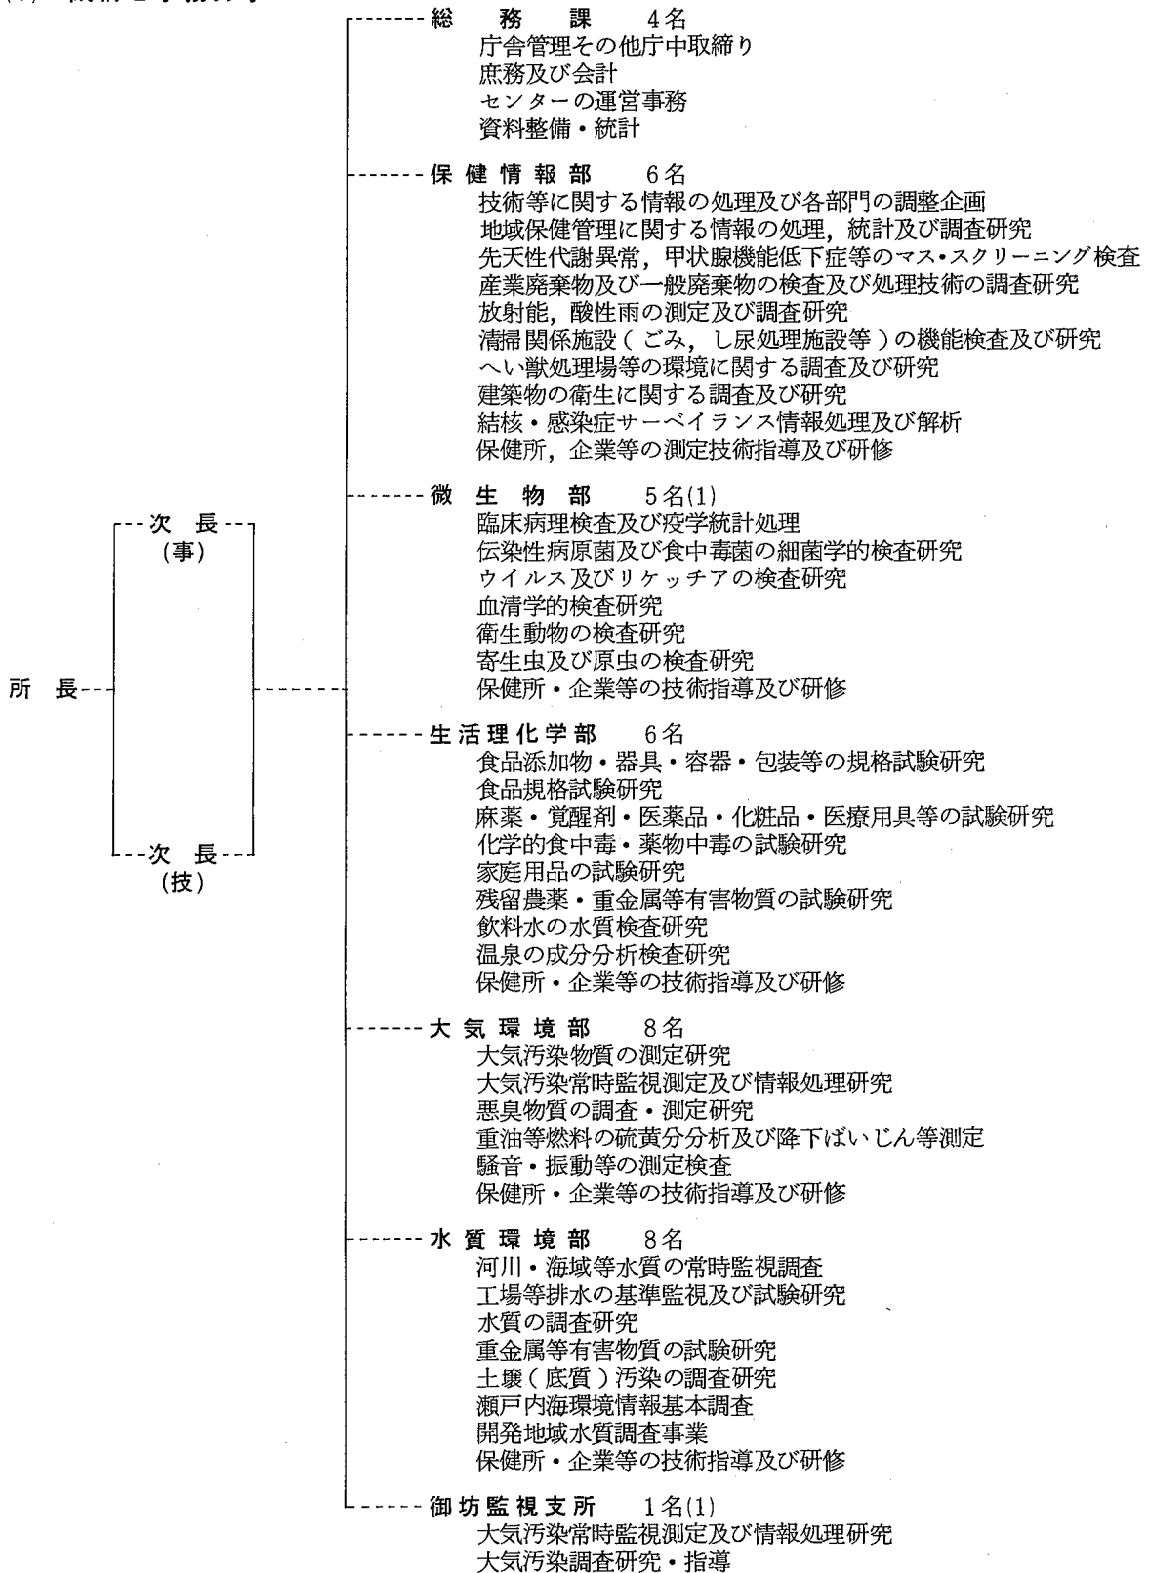 総務課 4名
庁舎管理その他庁中取締り
庶務及び会計
センターの運営事務
資料整備・統計
保健情報部 6名
技術等に関する情報の処理及び各部門の調整企画
地域保健管理に関する情報の処理，統計及び調査研究
先天性代謝異常，甲状腺機能低下症等のマス・スクリーニング検査
産業廃棄物及び一般廃棄物の検査及び処理技術の調査研究
放射能，酸性雨の測定及び調査研究
清掃関係施設（ごみ，し尿処理施設等）の機能検査及び研究
へい獣処理場等の環境に関する調査及び研究
建築物の衛生に関する調査及び研究
結核・感染症サーベイランス情報処理及び解析
保健所，企業等の測定技術指導及び研修
微生物部 5名(1)
臨床病理検査及び疫学統計処理
伝染性病原菌及び食中毒菌の細菌学的検査研究
ウイルス及びリケッチアの検査研究
血清学的検査研究
衛生動物の検査研究
寄生虫及び原虫の検査研究
保健所・企業等の技術指導及び研修
次長
(事)
所長
次長
(技)
生活理化学部 6名
食品添加物・器具・容器・包装等の規格試験研究
食品規格試験研究
麻薬・覚醒剤・医薬品・化粧品・医療用具等の試験研究
化学的食中毒・薬物中毒の試験研究
家庭用品の試験研究
残留農薬・重金属等有害物質の試験研究
飲料水の水質検査研究
温泉の成分分析検査研究
保健所・企業等の技術指導及び研修
大気環境部 8名
大気汚染物質の測定研究
大気汚染常時監視測定及び情報処理研究
悪臭物質の調査・測定研究
重油等燃料の硫黄分分析及び降下ばいじん等測定
騒音・振動等の測定検査
保健所・企業等の技術指導及び研修
水質環境部 8名
河川・海域等水質の常時監視調査
工場等排水の基準監視及び試験研究
水質の調査研究
重金属等有害物質の試験研究
土壌（底質）汚染の調査研究
瀬戸内海環境情報基本調査
開発地域水質調査事業
保健所・企業等の技術指導及び研修
御坊監視支所 1名(1)
大気汚染常時監視測定及び情報処理研究
大気汚染調査研究・指導